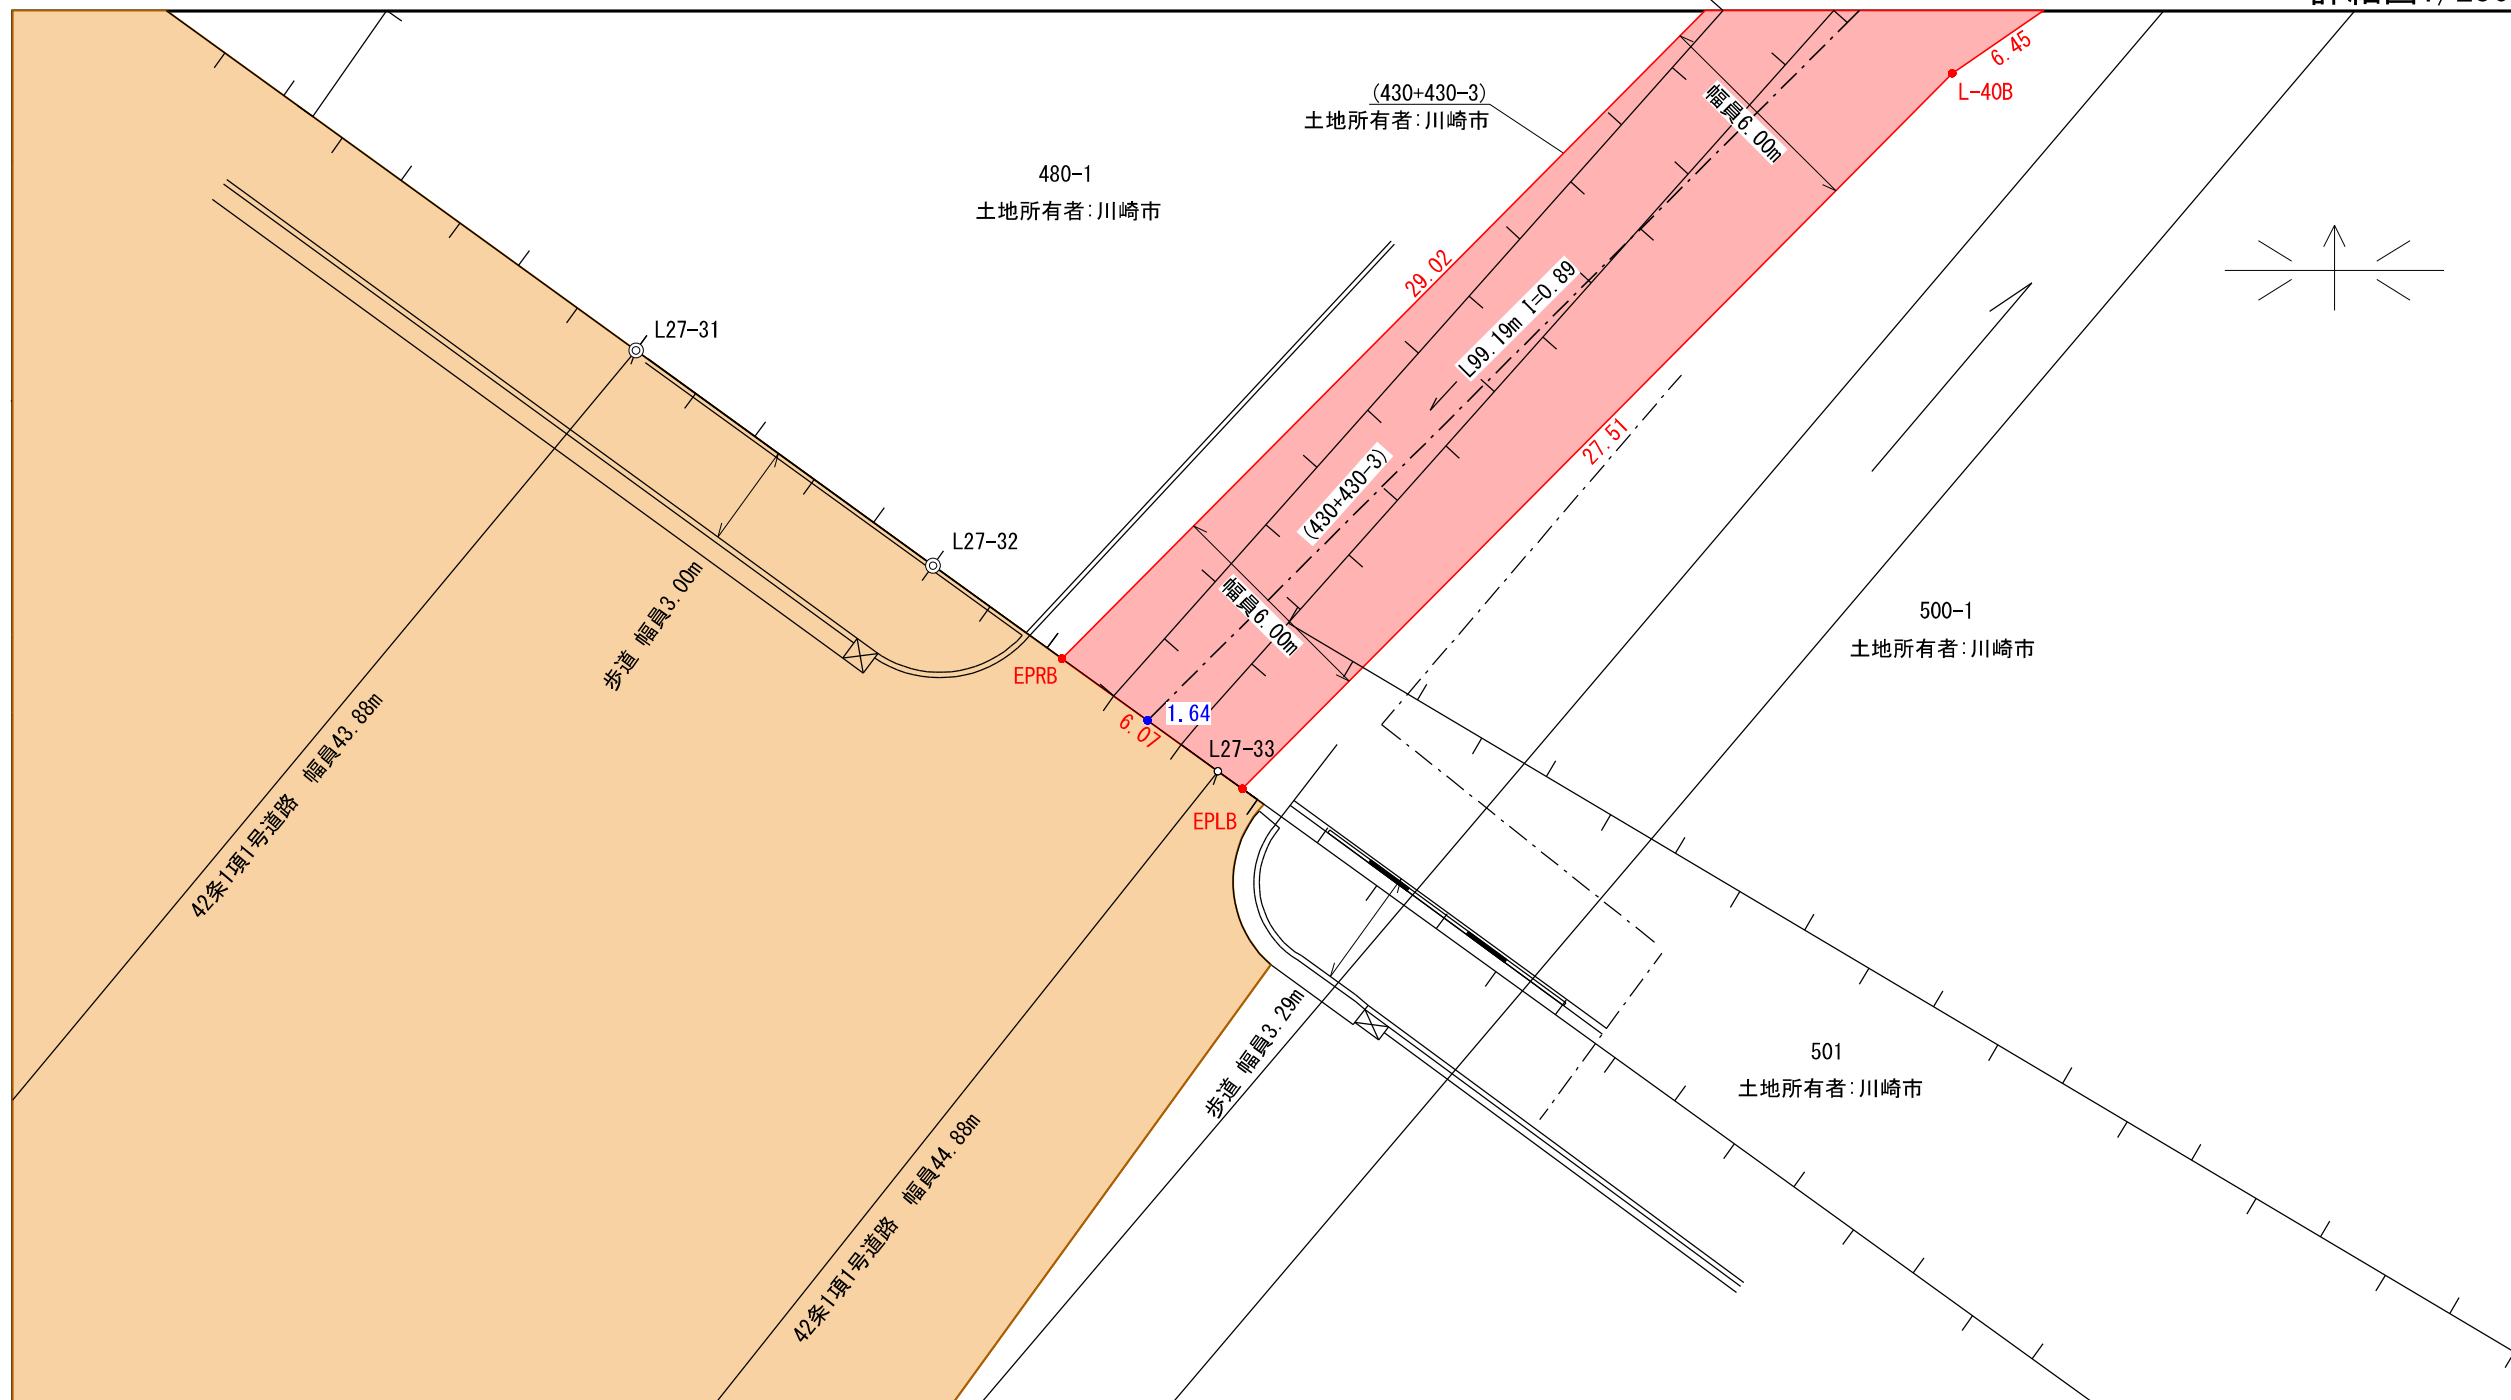 6.45
L-40B
(430+430-3)
土地所有者:川崎市
幅員6.00m
480-1
土地所有者:川崎市
29.02
L99.19m I=0.89
L27-31
27.51
(430+430-3)
L27-32
歩道 幅員3.00m
幅員6.00m
500-1
土地所有者:川崎市
EPRB
1.64
6.07
L27-33
42条1項1号道路 幅員43.88m
EPLB
歩道 幅員3.29m
501
土地所有者:川崎市
42条1項1号道路 幅員44.88m